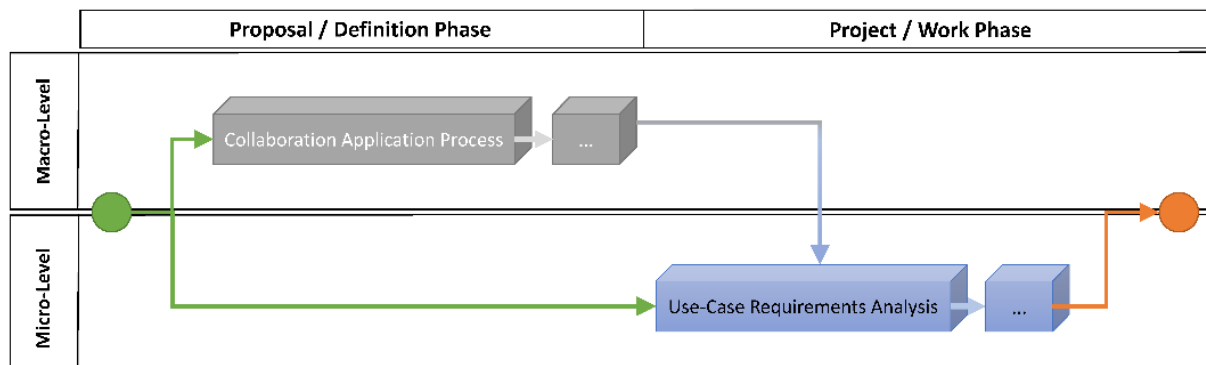 Proposal / Definition Phase
Project / Work Phase
Macro-Level
Collaboration Application Process
...
Micro-Level
Use-Case Requirements Analysis
...